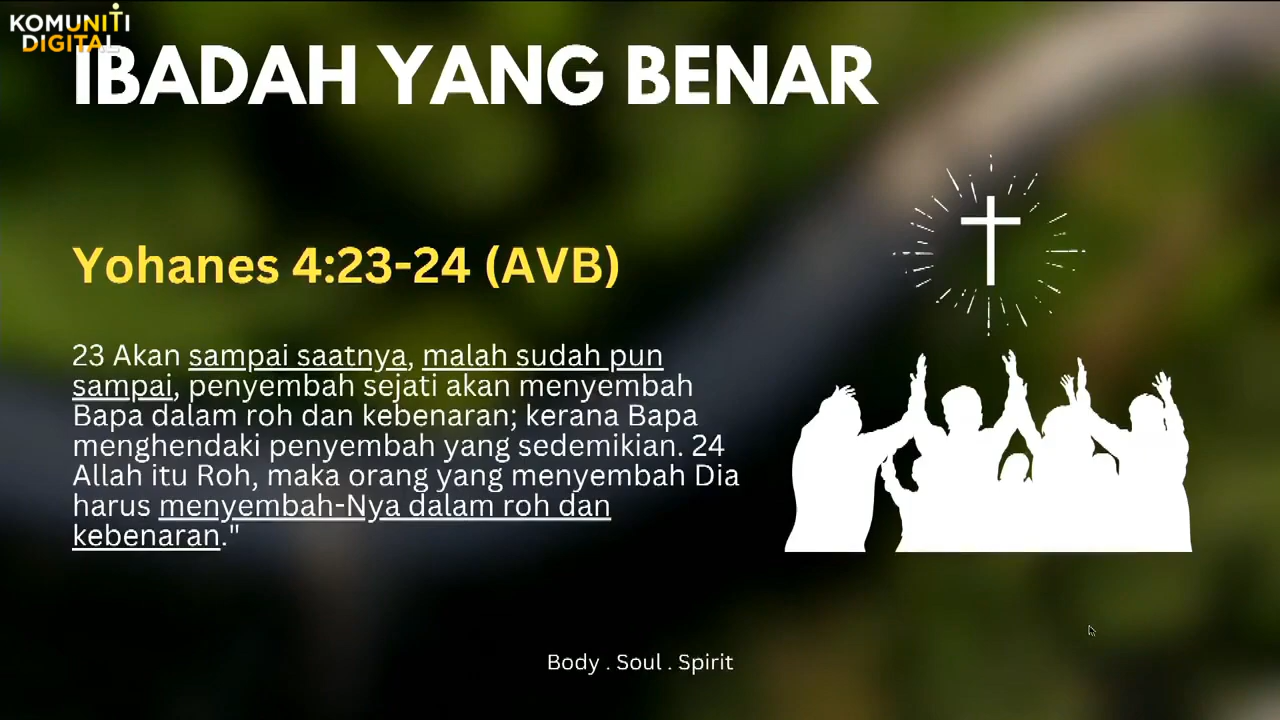 KOMUNITI
DIGITAL
IBADAH YANG BENAR
Yohanes 4:23-24 (AVB)
23 Akan sampai saatnya, malah sudah pun
sampai, penyembah sejati akan menyembah
Bapa dalam roh dan kebenaran; kerana Bapa
menghendaki penyembah yang sedemikian. 24
Allah itu Roh, maka orang yang menyembah Dia
harus menyembah-Nya dalam roh dan
kebenaran."
Body . Soul . Spirit